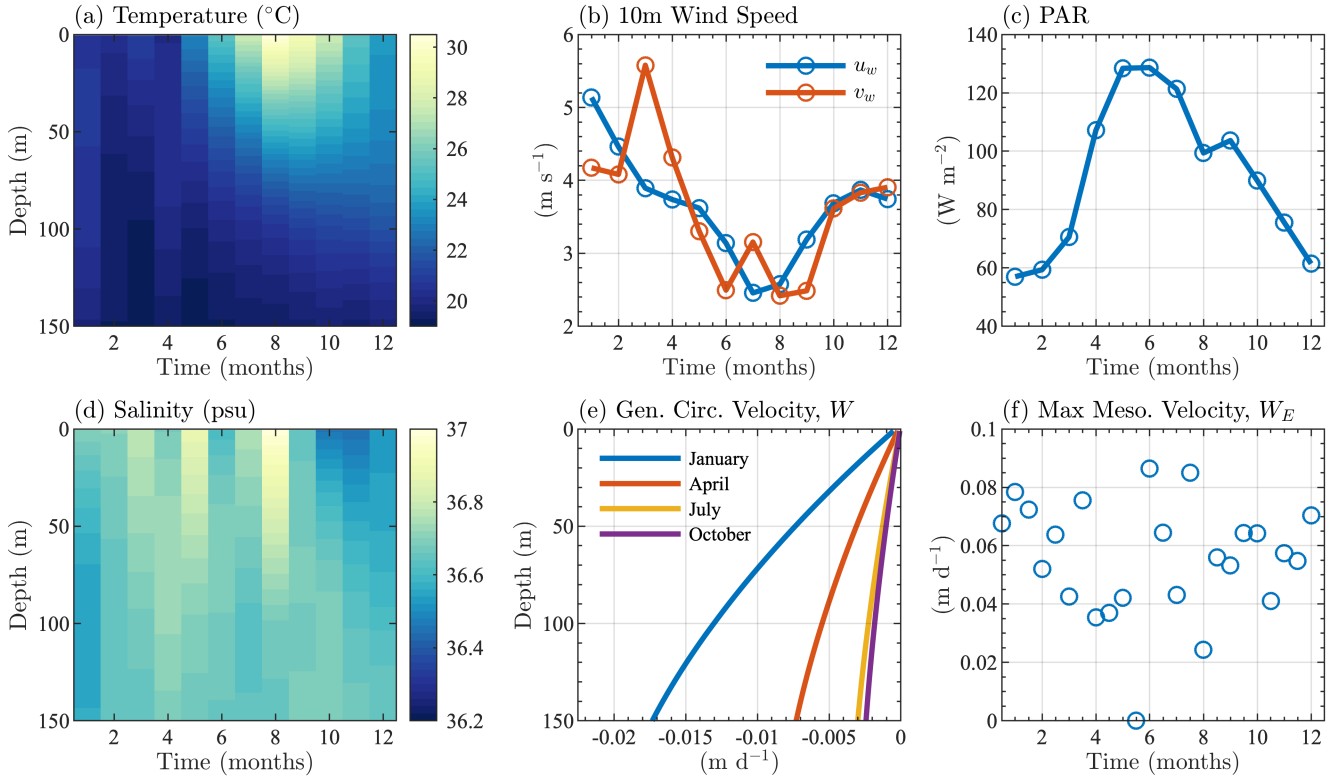 (a) Temperature (°C)
0
50
100
150
Depth (m)
2 4 6 8 10 12
Time (months)
30
28
26
24
22
20
(b) 10m Wind Speed
6
5
4
3
2
(m s⁻¹)
u_w
v_w
2 4 6 8 10 12
Time (months)
(c) PAR
140
120
100
80
60
40
(W m⁻²)
2 4 6 8 10 12
Time (months)
(d) Salinity (psu)
0
50
100
150
Depth (m)
2 4 6 8 10 12
Time (months)
37
36.8
36.6
36.4
36.2
(e) Gen. Circ. Velocity, W
0
50
100
150
Depth (m)
January
April
July
October
-0.02 -0.015 -0.01 -0.005 0
(m d⁻¹)
(f) Max Meso. Velocity, W_E
0.1
0.08
0.06
0.04
0.02
0
(m d⁻¹)
2 4 6 8 10 12
Time (months)